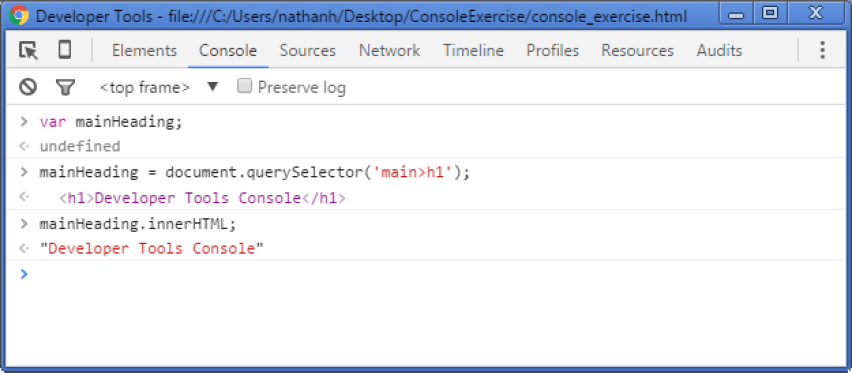 Developer Tools - file:///C:/Users/nathanh/Desktop/ConsoleExercise/console_exercise.html
Elements Console Sources Network Timeline Profiles Resources Audits
<top frame> ▼ Preserve log
> var mainHeading;
<· undefined
> mainHeading = document.querySelector('main>h1');
<· <h1>Developer Tools Console</h1>
> mainHeading.innerHTML;
<· "Developer Tools Console"
>